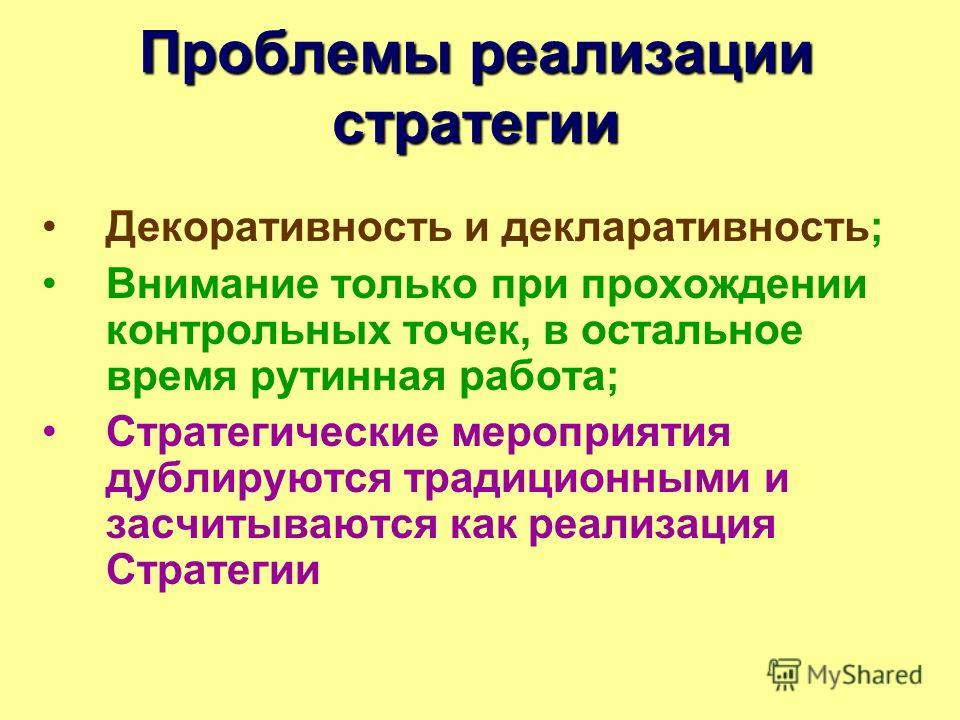 Проблемы реализации
стратегии
• Декоративность и декларативность;
• Внимание только при прохождении
контрольных точек, в остальное
время рутинная работа;
• Стратегические мероприятия
дублируются традиционными и
засчитываются как реализация
Стратегии
MyShared